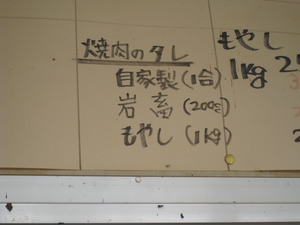 焼肉のタレ
自家製(1合)
岩畜(200g)
もやし(1kg)
もやし
1kg